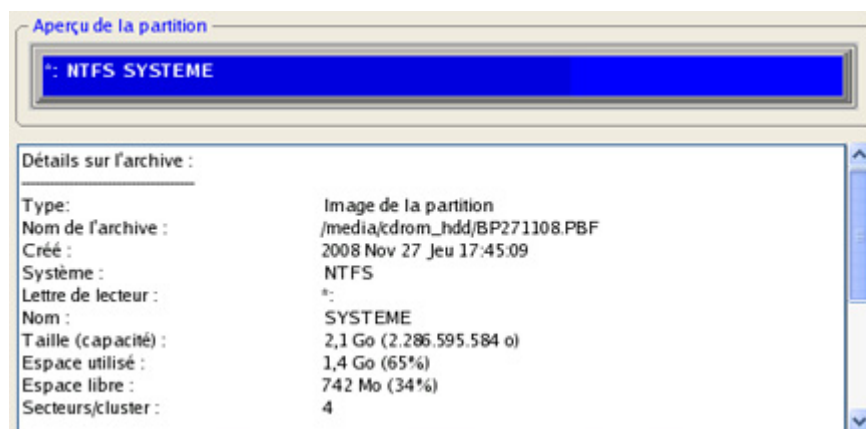 Aperçu de la partition
*: NTFS SYSTEME
Détails sur l'archive :
Type: Image de la partition
Nom de l'archive : /media/cdrom_hdd/BP271108.PBF
Créé : 2008 Nov 27 Jeu 17:45:09
Système : NTFS
Lettre de lecteur : *:
Nom : SYSTEME
Taille (capacité) : 2,1 Go (2.286.595.584 o)
Espace utilisé : 1,4 Go (65%)
Espace libre : 742 Mo (34%)
Secteurs/cluster : 4